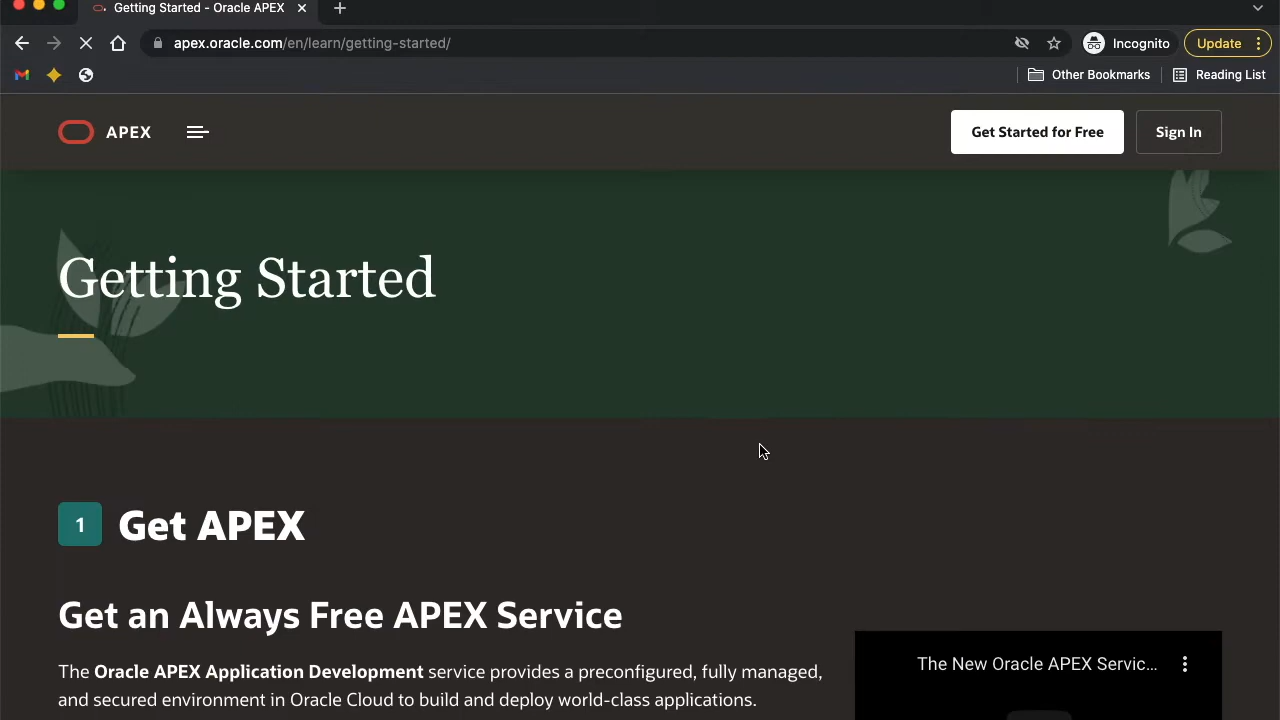 Getting Started - Oracle APEX
apex.oracle.com/en/learn/getting-started/
Incognito
Update
Other Bookmarks
Reading List
APEX
Get Started for Free
Sign In
Getting Started
1
Get APEX
Get an Always Free APEX Service
The Oracle APEX Application Development service provides a preconfigured, fully managed,
and secured environment in Oracle Cloud to build and deploy world-class applications.
The New Oracle APEX Servic...